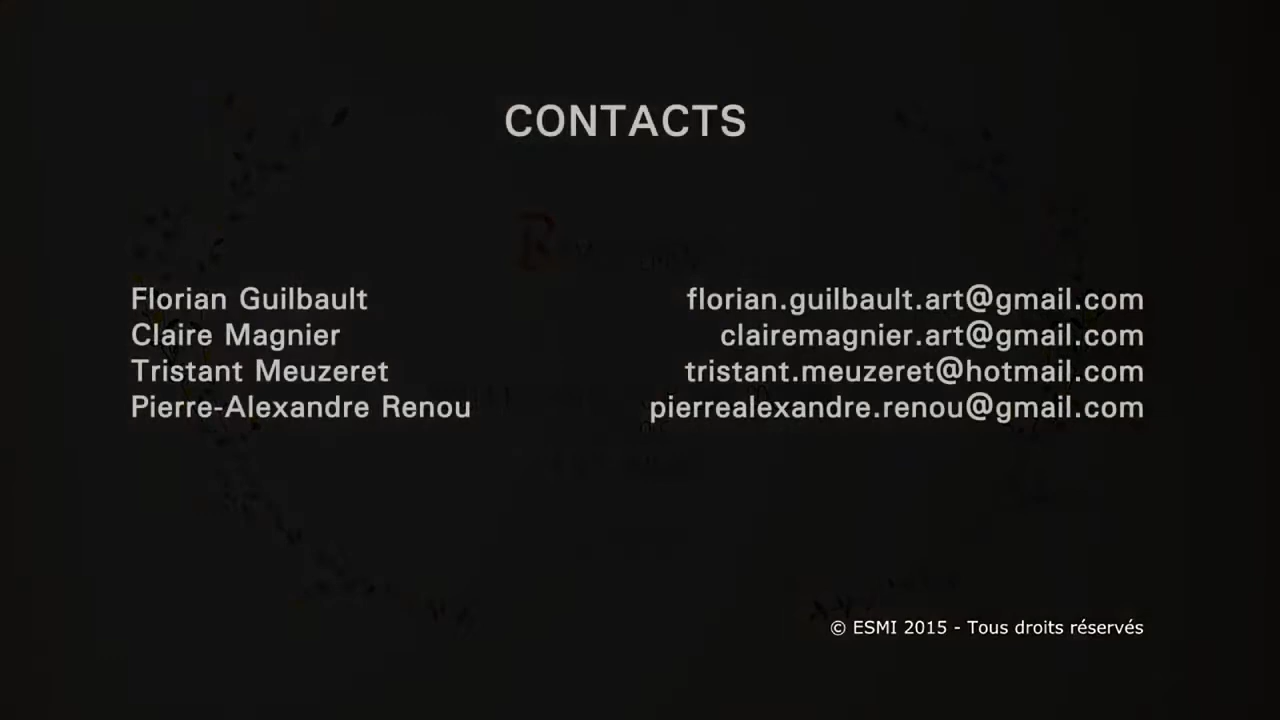 CONTACTS
Florian Guilbault florian.guilbault.art@gmail.com
Claire Magnier clairemagnier.art@gmail.com
Tristant Meuzeret tristant.meuzeret@hotmail.com
Pierre-Alexandre Renou pierrealexandre.renou@gmail.com
© ESMI 2015 - Tous droits réservés